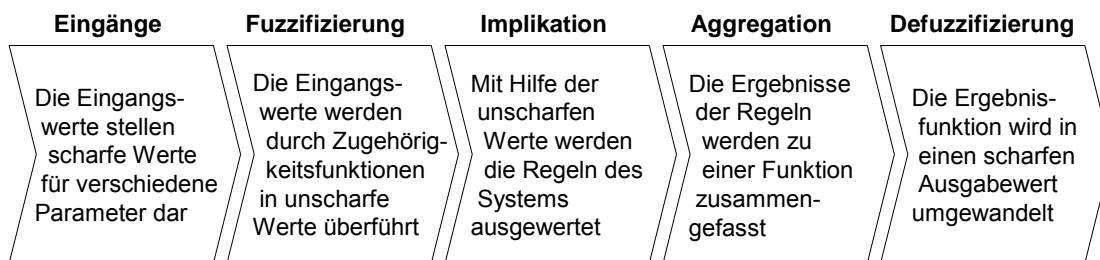 Eingänge
Die Eingangs-
werte stellen
scharfe Werte
für verschiedene
Parameter dar
Fuzzifizierung
Die Eingangs-
werte werden
durch Zugehörig-
keitsfunktionen
in unscharfe
Werte überführt
Implikation
Mit Hilfe der
unscharfen
Werte werden
die Regeln des
Systems
ausgewertet
Aggregation
Die Ergebnisse
der Regeln
werden zu
einer Funktion
zusammen-
gefasst
Defuzzifizierung
Die Ergebnis-
funktion wird in
einen scharfen
Ausgabewert
umgewandelt